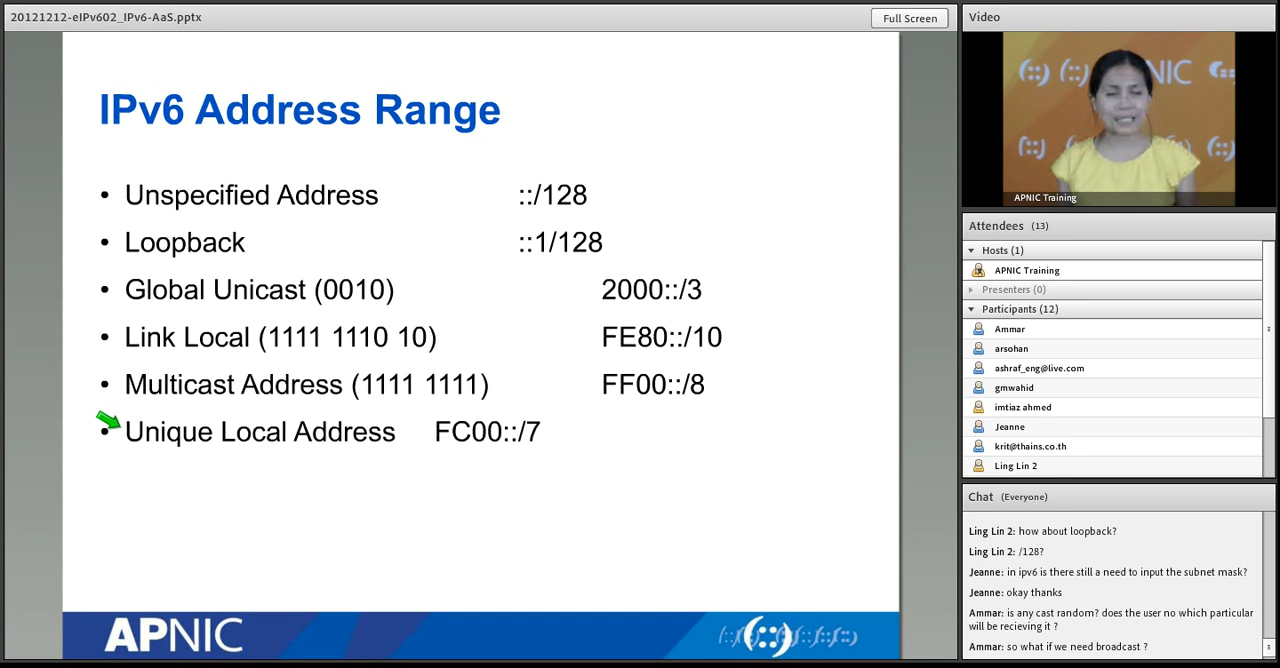 20121212-eIPv602_IPv6-AaS.pptx
Full Screen
IPv6 Address Range
• Unspecified Address ::/128
• Loopback ::1/128
• Global Unicast (0010) 2000::/3
• Link Local (1111 1110 10) FE80::/10
• Multicast Address (1111 1111) FF00::/8
• Unique Local Address FC00::/7
APNIC
Video
NIC
APNIC Training
Attendees (13)
Hosts (1)
APNIC Training
Presenters (0)
Participants (12)
Ammar
arsohan
ashraf_eng@live.com
gmwahid
imtiaz ahmed
Jeanne
krit@thains.co.th
Ling Lin 2
Chat (Everyone)
Ling Lin 2: how about loopback?
Ling Lin 2: /128?
Jeanne: in ipv6 is there still a need to input the subnet mask?
Jeanne: okay thanks
Ammar: is any cast random? does the user no which particular
will be recieving it ?
Ammar: so what if we need broadcast ?